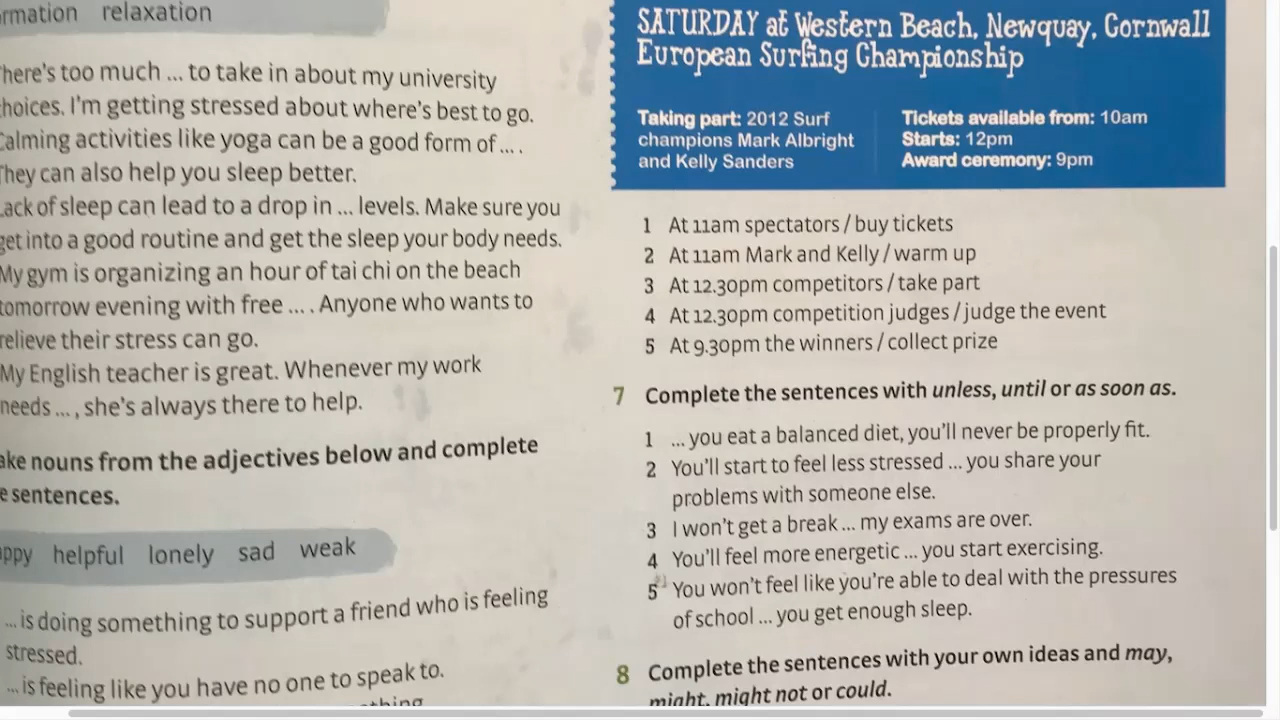 relaxation
too much ... to take in about my university
I'm getting stressed about where's best to go.
activities like yoga can be a good form of ... .
They can also help you sleep better.
Lack of sleep can lead to a drop in ... levels. Make sure you
get into a good routine and get the sleep your body needs.
My gym is organizing an hour of tai chi on the beach
tomorrow evening with free ... . Anyone who wants to
relieve their stress can go.
My English teacher is great. Whenever my work
needs ... , she's always there to help.
nouns from the adjectives below and complete
sentences.
helpful lonely sad weak
... is doing something to support a friend who is feeling
stressed.
... is feeling like you have no one to speak to.
SATURDAY at Western Beach, Newquay, Cornwall
European Surfing Championship
Taking part: 2012 Surf
champions Mark Albright
and Kelly Sanders
Tickets available from: 10am
Starts: 12pm
Award ceremony: 9pm
1 At 11am spectators / buy tickets
2 At 11am Mark and Kelly / warm up
3 At 12.30pm competitors / take part
4 At 12.30pm competition judges / judge the event
5 At 9.30pm the winners / collect prize
7 Complete the sentences with unless, until or as soon as.
1 ... you eat a balanced diet, you'll never be properly fit.
2 You'll start to feel less stressed ... you share your
problems with someone else.
3 I won't get a break ... my exams are over.
4 You'll feel more energetic ... you start exercising.
5 You won't feel like you're able to deal with the pressures
of school ... you get enough sleep.
8 Complete the sentences with your own ideas and may,
might, might not or could.